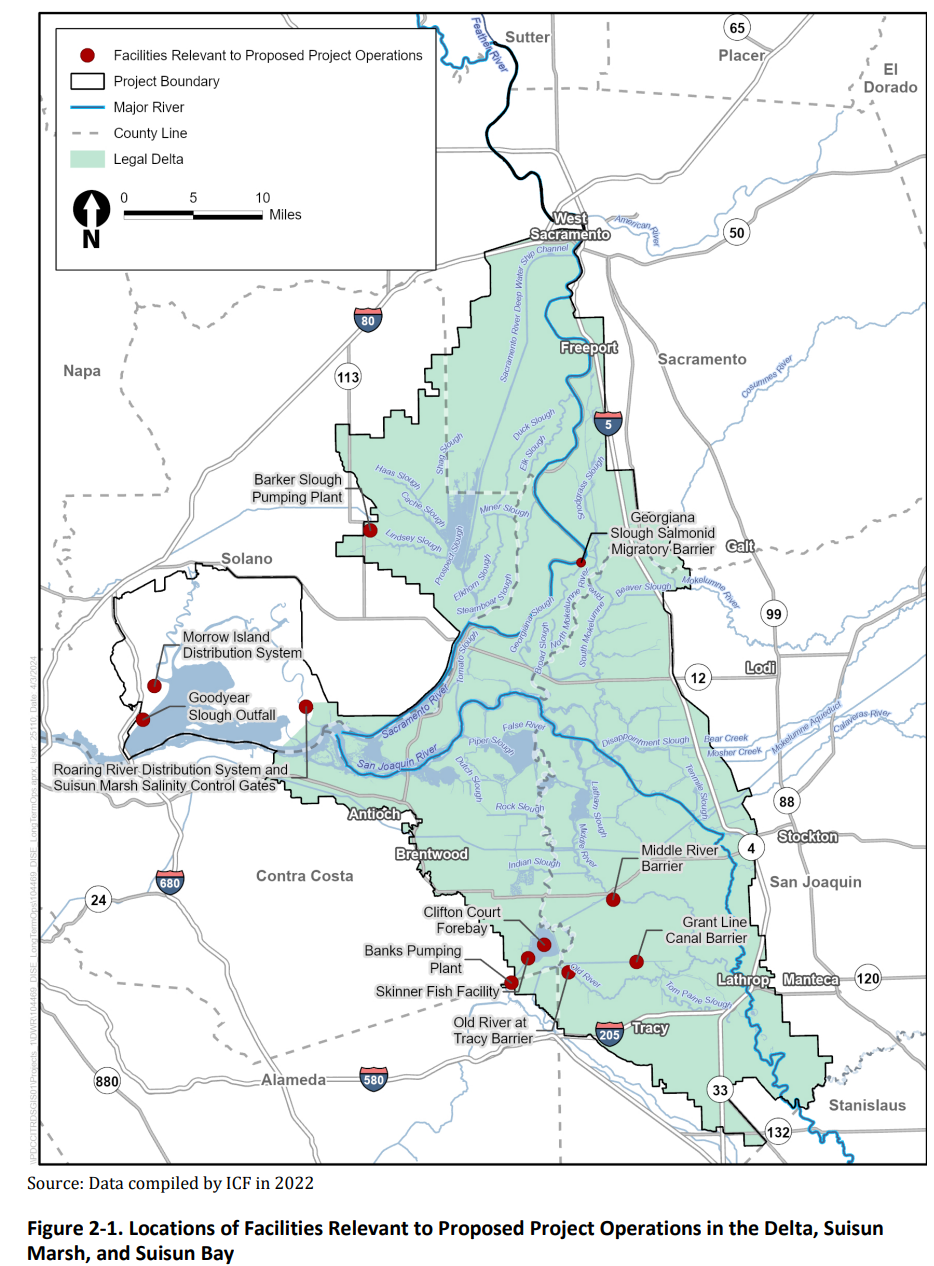 Facilities Relevant to Proposed Project Operations
Project Boundary
Major River
County Line
Legal Delta
N
0 5 10
Miles
Feather River
Sutter
65
Placer
El
Dorado
West
Sacramento
American
River
50
Sacramento River Deep Water Ship Channel
80
113
Napa
Freeport
Sacramento
Cosumnes River
5
Duck Slough
Elk Slough
Shag Slough
Haas Slough
Cache Slough
Snodgrass Slough
Barker Slough
Pumping Plant
Miner Slough
Lindsey Slough
Prospect Slough
Georgiana
Slough Salmonid
Migratory Barrier
Galt
Solano
Elkhorn Slough
Steamboat Slough
Georgiana Slough
North Mokelumne River
South Mokelumne River
Broad Slough
Beaver Slough
Mokelumne
River
99
Morrow Island
Distribution System
Goodyear
Slough Outfall
Tomato Slough
Lodi
12
Sacramento River
San Joaquin River
False River
Piper Slough
Dutch Slough
Disappointment Slough
Bear Creek
Mosher Creek
Mokelumne Aqueduct
Calaveras River
Roaring River Distribution System and
Suisun Marsh Salinity Control Gates
Tenmile Slough
Latham Slough
Rock Slough
Middle River
Indian Slough
88
Antioch
Brentwood
Stockton
4
680
24
Contra Costa
Middle River
Barrier
San Joaquin
Clifton Court
Forebay
Grant Line
Canal Barrier
Banks Pumping
Plant
Skinner Fish Facility
Old River
Tom Paine Slough
Lathrop
Manteca
120
Old River at
Tracy Barrier
205
Tracy
880
Alameda
580
33
Stanislaus
132
Source: Data compiled by ICF in 2022
Figure 2-1. Locations of Facilities Relevant to Proposed Project Operations in the Delta, Suisun
Marsh, and Suisun Bay